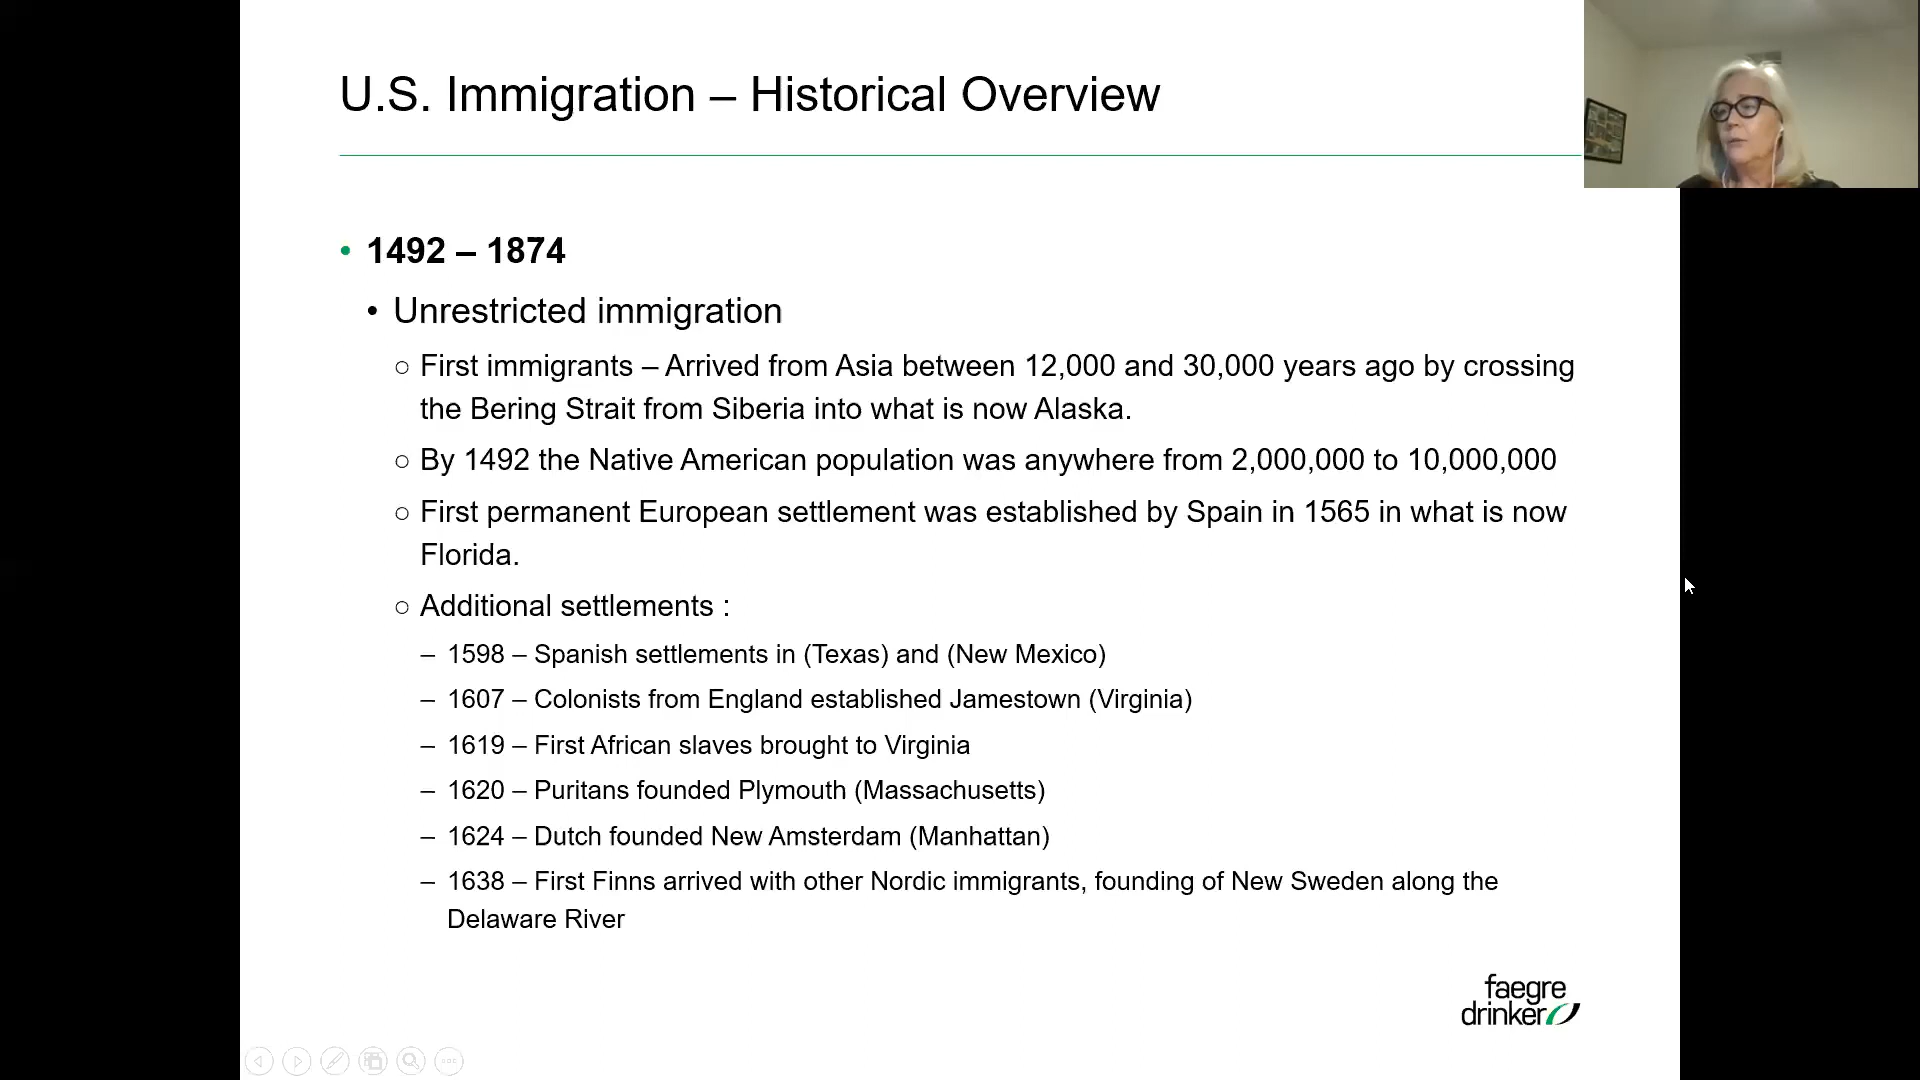 U.S. Immigration – Historical Overview
• 1492 – 1874
• Unrestricted immigration
○ First immigrants – Arrived from Asia between 12,000 and 30,000 years ago by crossing
the Bering Strait from Siberia into what is now Alaska.
○ By 1492 the Native American population was anywhere from 2,000,000 to 10,000,000
○ First permanent European settlement was established by Spain in 1565 in what is now
Florida.
○ Additional settlements :
– 1598 – Spanish settlements in (Texas) and (New Mexico)
– 1607 – Colonists from England established Jamestown (Virginia)
– 1619 – First African slaves brought to Virginia
– 1620 – Puritans founded Plymouth (Massachusetts)
– 1624 – Dutch founded New Amsterdam (Manhattan)
– 1638 – First Finns arrived with other Nordic immigrants, founding of New Sweden along the
Delaware River
faegre
drinker